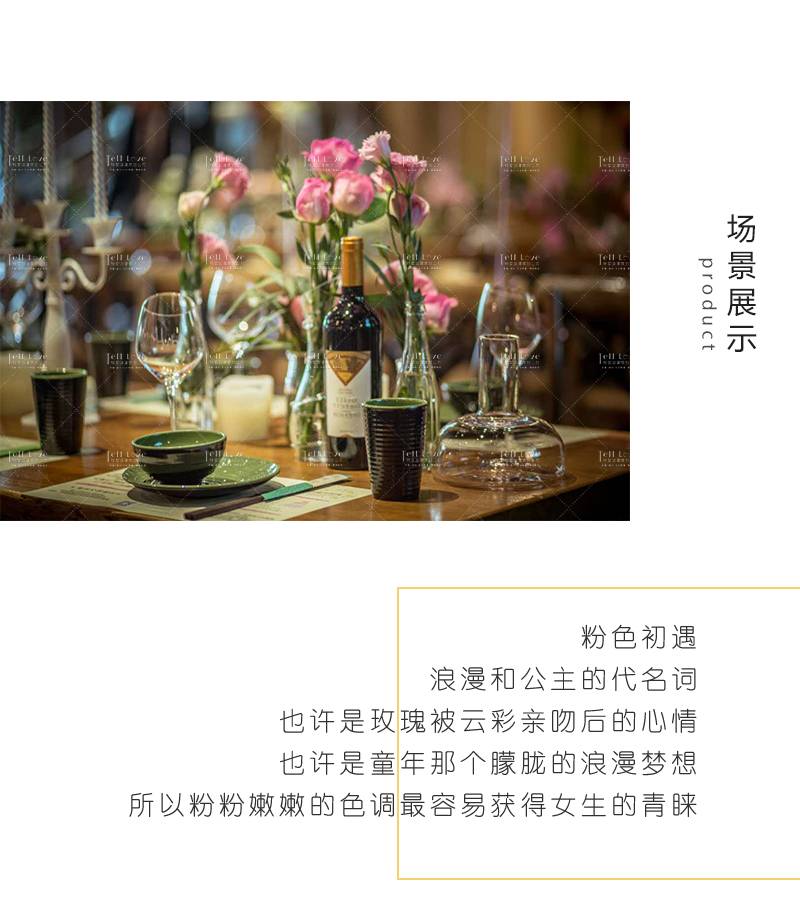 Tell Love
场景展示
product
粉色初遇
浪漫和公主的代名词
也许是玫瑰被云彩亲吻后的心情
也许是童年那个朦胧的浪漫梦想
所以粉粉嫩嫩的色调最容易获得女生的青睐